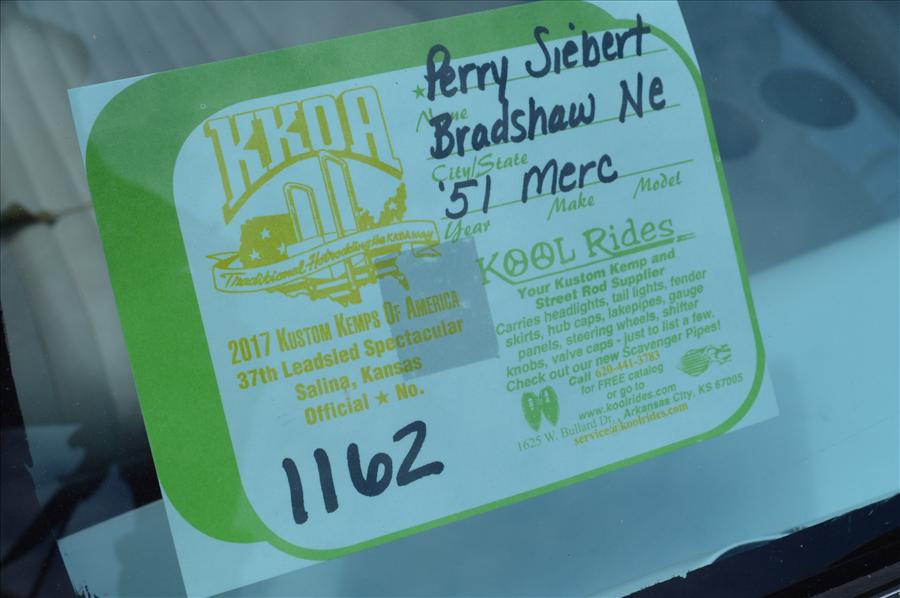 KKOA
Traditional Hotrodding the KKOA way
2017 KUSTOM KEMPS OF AMERICA
37th Leadsled Spectacular
Salina, Kansas
Official ★ No.
1162
Perry Siebert
★ Name
Bradshaw Ne
City/State
'51 Merc
Year Make Model
KOOL Rides
Your Kustom Kemp and
Street Rod Supplier
Carries headlights, tail lights, fender
skirts, hub caps, lakepipes, gauge
panels, steering wheels, shifter
knobs, valve caps - just to list a few.
Check out our new Scavenger Pipes!
Call 620-441-3783
for FREE catalog
or go to
www.koolrides.com
1625 W. Bullard Dr., Arkansas City, KS 67005
service@koolrides.com